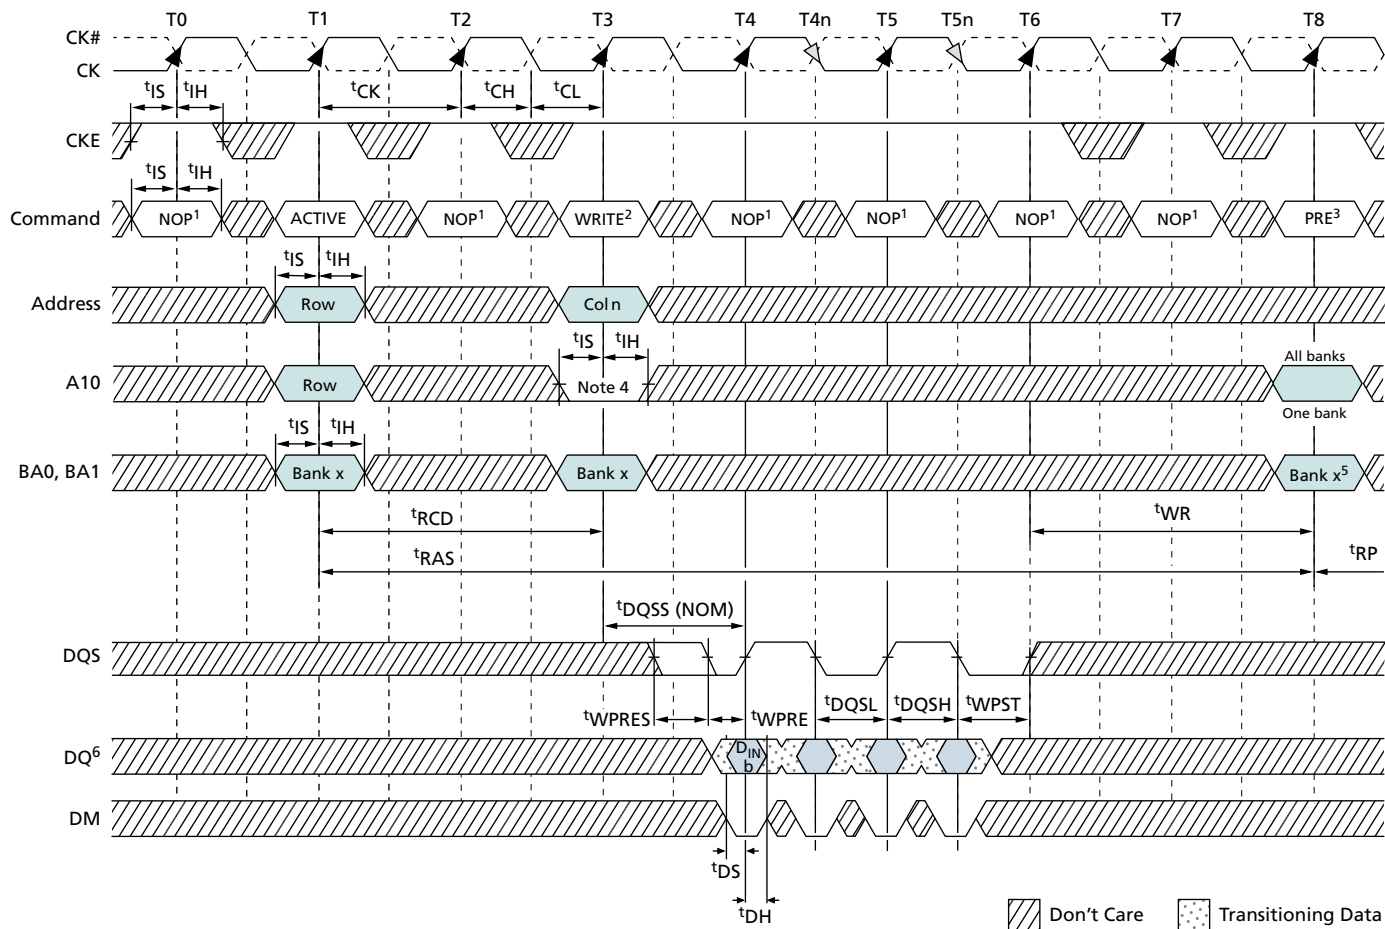 T0 T1 T2 T3 T4 T4n T5 T5n T6 T7 T8
CK#
CK
tIS tIH tCK tCH tCL
CKE
tIS tIH
Command NOP1 ACTIVE NOP1 WRITE2 NOP1 NOP1 NOP1 NOP1 PRE3
tIS tIH
Address Row Col n
tIS tIH All banks
A10 Row Note 4
One bank
tIS tIH
BA0, BA1 Bank x Bank x Bank x5
tRCD tWR
tRAS tRP
tDQSS (NOM)
DQS
tWPRES tWPRE tDQSL tDQSH tWPST
DQ6 DIN
b
DM
tDS
tDH
Don't Care Transitioning Data